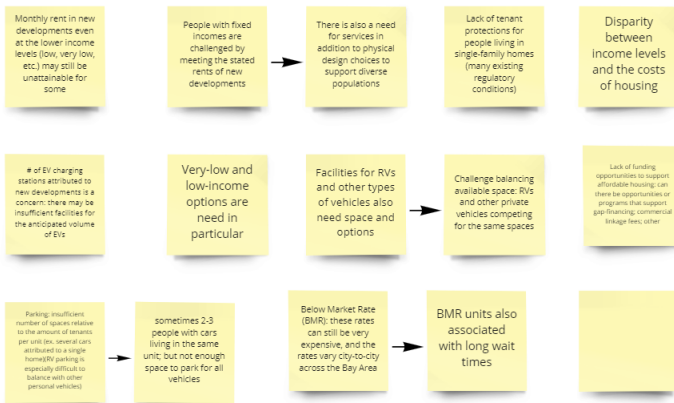 Monthly rent in new
developments even
at the lower income
levels (low, very low,
etc.) may still be
unattainable for
some
People with fixed
incomes are
challenged by
meeting the stated
rents of new
developments
There is also a need
for services in
addition to physical
design choices to
support diverse
populations
Lack of tenant
protections for
people living in
single-family homes
(many existing
regulatory
conditions)
Disparity
between
income levels
and the costs
of housing
# of EV charging
stations attributed to
new developments is a
concern: there may be
insufficient facilities for
the anticipated volume
of EVs
Very-low and
low-income
options are
need in
particular
Facilities for RVs
and other types
of vehicles also
need space and
options
Challenge balancing
available space: RVs
and other private
vehicles competing
for the same spaces
Lack of funding
opportunities to support
affordable housing: can
there be opportunities or
programs that support
gap-financing; commercial
linkage fees; other
Parking: insufficient
number of spaces relative
to the amount of tenants
per unit (ex. several cars
attributed to a single
home)(RV parking is
especially difficult to
balance with other
personal vehicles)
sometimes 2-3
people with cars
living in the same
unit; but not enough
space to park for all
vehicles
Below Market Rate
(BMR): these rates
can still be very
expensive, and the
rates vary city-to-city
across the Bay Area
BMR units also
associated
with long wait
times